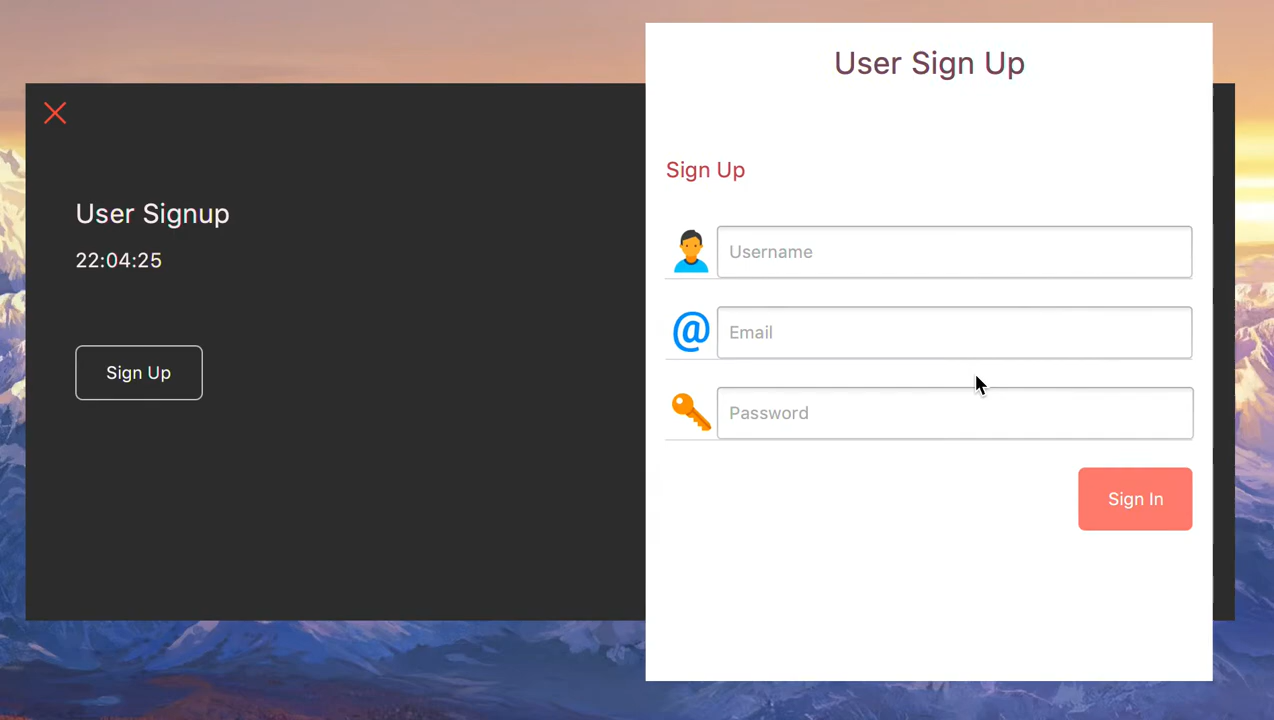 User Signup
22:04:25
Sign Up
User Sign Up
Sign Up
Username
@
Email
Password
Sign In